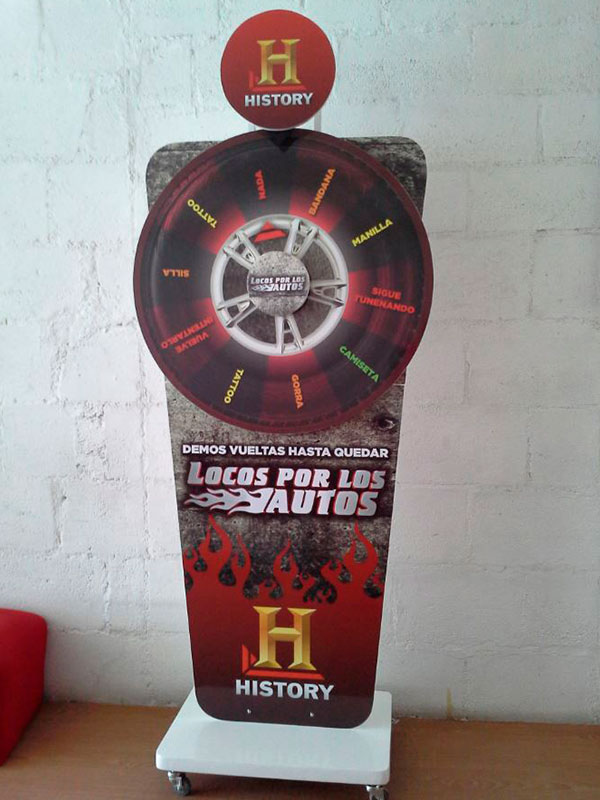 H
HISTORY
NADA
BANDANA
MANILLA
SIGUE
TUNENANDO
CAMISETA
GORRA
TATTOO
VUELVE
INTENTARLO
SILLA
TATTOO
LOCOS POR LOS
AUTOS
DEMOS VUELTAS HASTA QUEDAR
LOCOS POR LOS
AUTOS
H
HISTORY